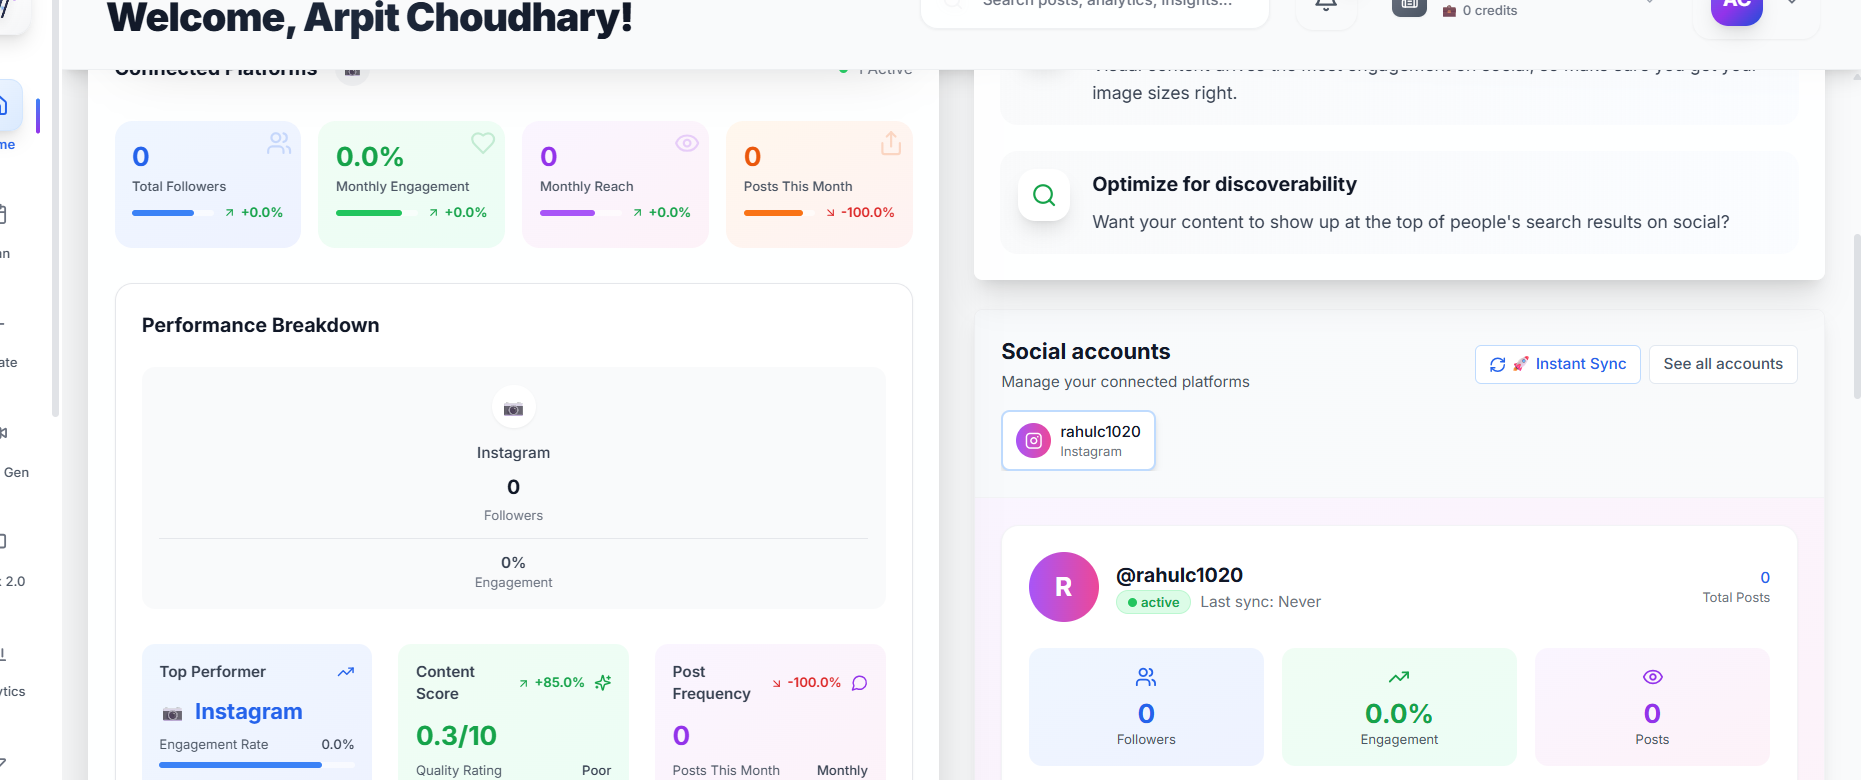 Welcome, Arpit Choudhary!
Search posts, analytics, insights...
0 credits
AC
Connected Platforms
1 Active
me
an
ate
Gen
2.0
ytics
0
Total Followers
+0.0%
0.0%
Monthly Engagement
+0.0%
0
Monthly Reach
+0.0%
0
Posts This Month
-100.0%
Performance Breakdown
Instagram
0
Followers
0%
Engagement
Top Performer
Instagram
Engagement Rate 0.0%
Content
Score
+85.0%
0.3/10
Quality Rating Poor
Post
Frequency
-100.0%
0
Posts This Month Monthly
Visual content drives the most engagement on social, so make sure you get your
image sizes right.
Optimize for discoverability
Want your content to show up at the top of people's search results on social?
Social accounts
Manage your connected platforms
Instant Sync
See all accounts
rahulc1020
Instagram
R
@rahulc1020
active Last sync: Never
0
Total Posts
0
Followers
0.0%
Engagement
0
Posts